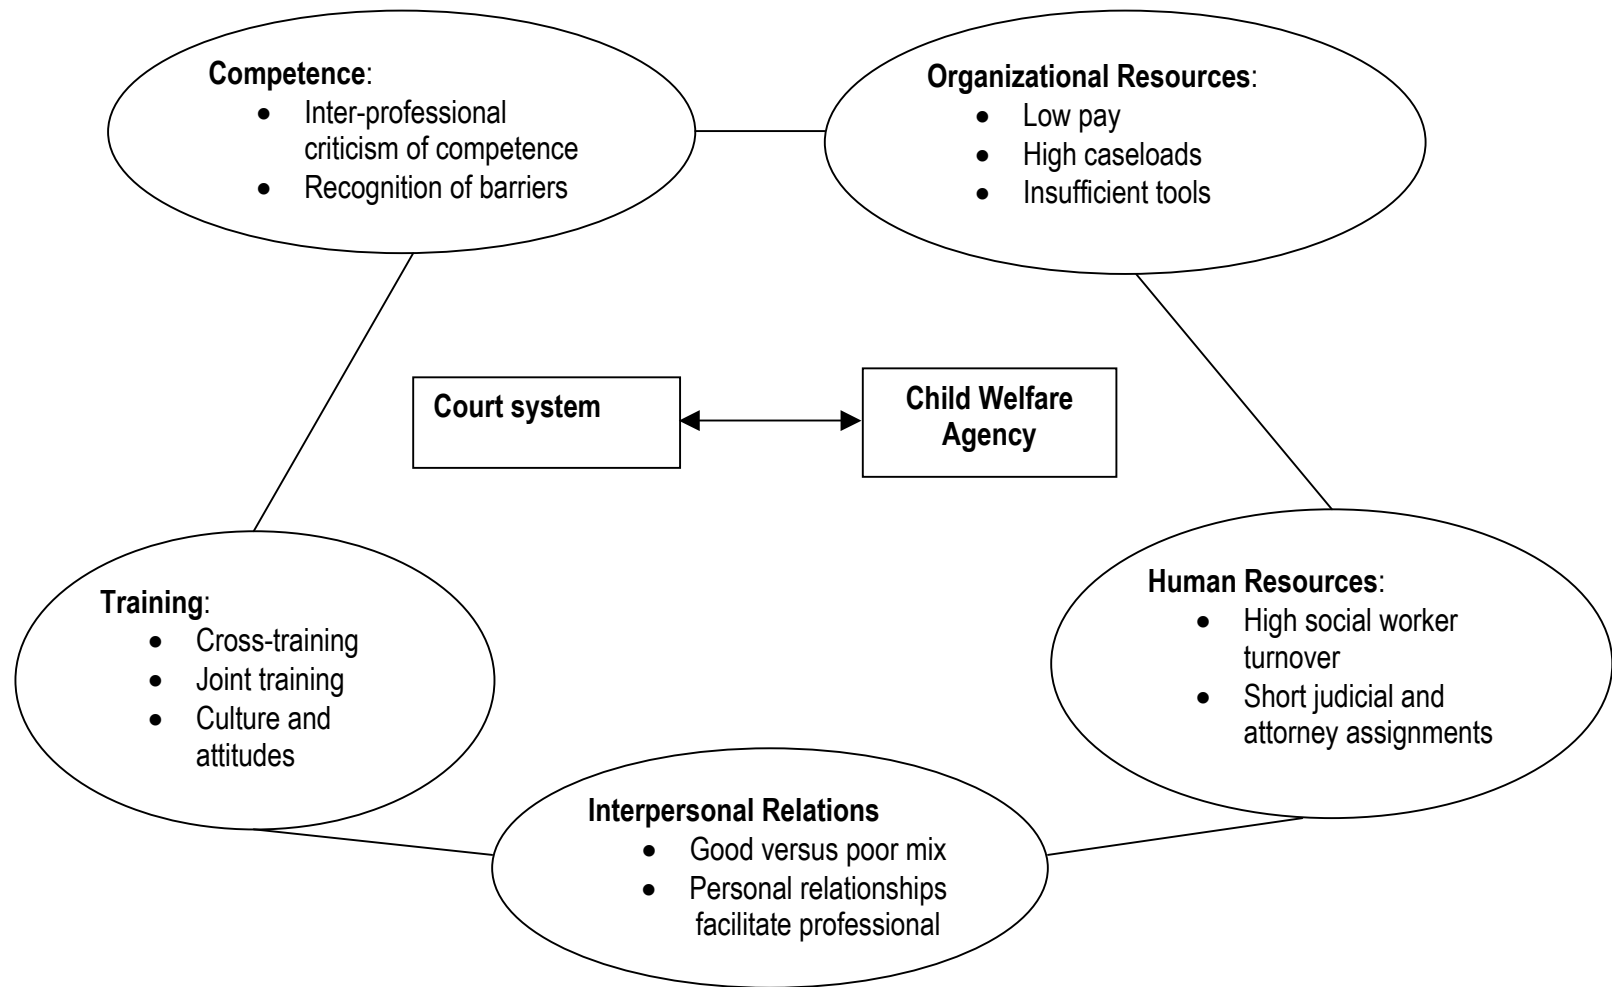 Competence:
• Inter-professional
criticism of competence
• Recognition of barriers
Organizational Resources:
• Low pay
• High caseloads
• Insufficient tools
Court system
Child Welfare
Agency
Training:
• Cross-training
• Joint training
• Culture and
attitudes
Human Resources:
• High social worker
turnover
• Short judicial and
attorney assignments
Interpersonal Relations
• Good versus poor mix
• Personal relationships
facilitate professional